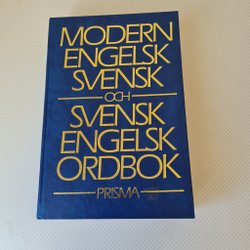 MODERN
ENGELSK
SVENSK
OCH
SVENSK
ENGELSK
ORDBOK
PRISMA